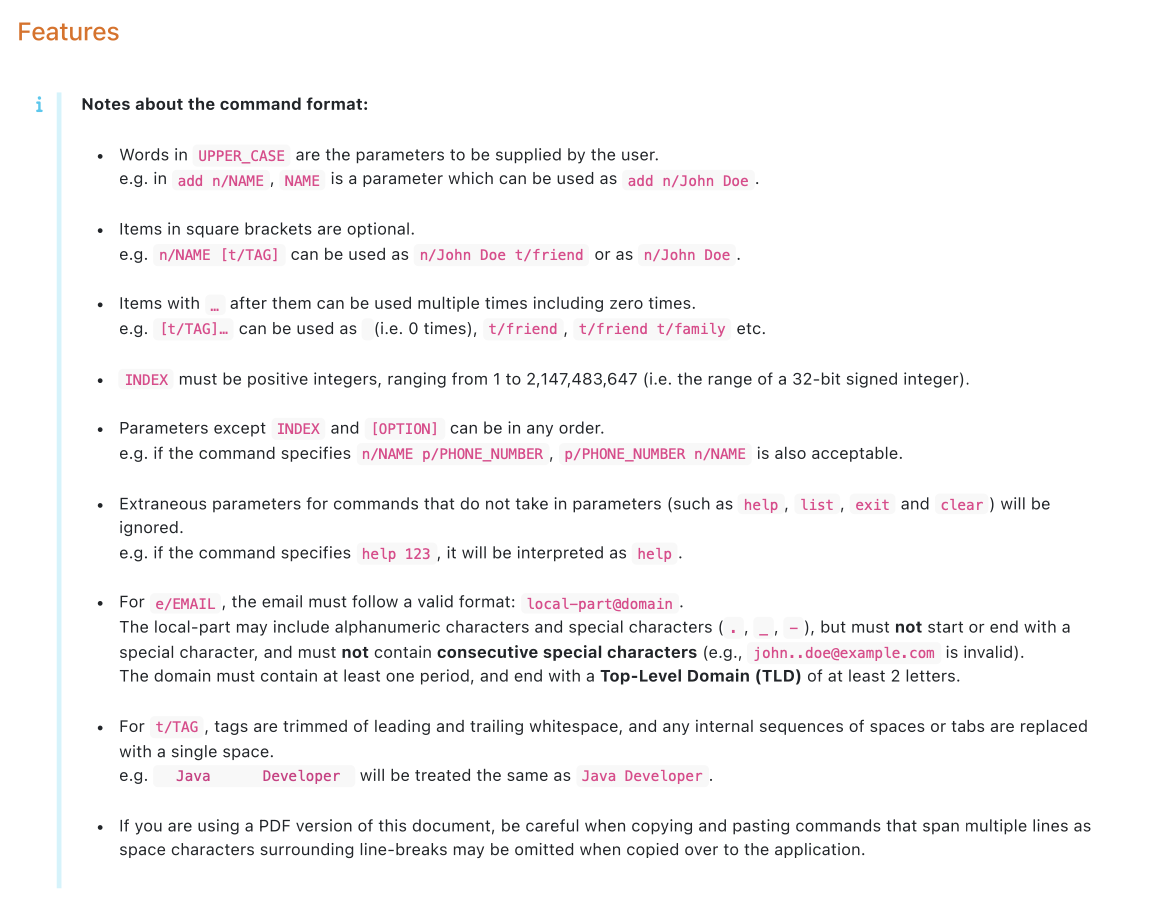 Features
i
Notes about the command format:
• Words in UPPER_CASE are the parameters to be supplied by the user.
e.g. in add n/NAME, NAME is a parameter which can be used as add n/John Doe.
• Items in square brackets are optional.
e.g. n/NAME [t/TAG] can be used as n/John Doe t/friend or as n/John Doe.
• Items with … after them can be used multiple times including zero times.
e.g. [t/TAG]… can be used as   (i.e. 0 times), t/friend, t/friend t/family etc.
• INDEX must be positive integers, ranging from 1 to 2,147,483,647 (i.e. the range of a 32-bit signed integer).
• Parameters except INDEX and [OPTION] can be in any order.
e.g. if the command specifies n/NAME p/PHONE_NUMBER, p/PHONE_NUMBER n/NAME is also acceptable.
• Extraneous parameters for commands that do not take in parameters (such as help, list, exit and clear) will be
ignored.
e.g. if the command specifies help 123, it will be interpreted as help.
• For e/EMAIL, the email must follow a valid format: local-part@domain.
The local-part may include alphanumeric characters and special characters (., _, -), but must not start or end with a
special character, and must not contain consecutive special characters (e.g., john..doe@example.com is invalid).
The domain must contain at least one period, and end with a Top-Level Domain (TLD) of at least 2 letters.
• For t/TAG, tags are trimmed of leading and trailing whitespace, and any internal sequences of spaces or tabs are replaced
with a single space.
e.g.   Java      Developer   will be treated the same as Java Developer.
• If you are using a PDF version of this document, be careful when copying and pasting commands that span multiple lines as
space characters surrounding line-breaks may be omitted when copied over to the application.